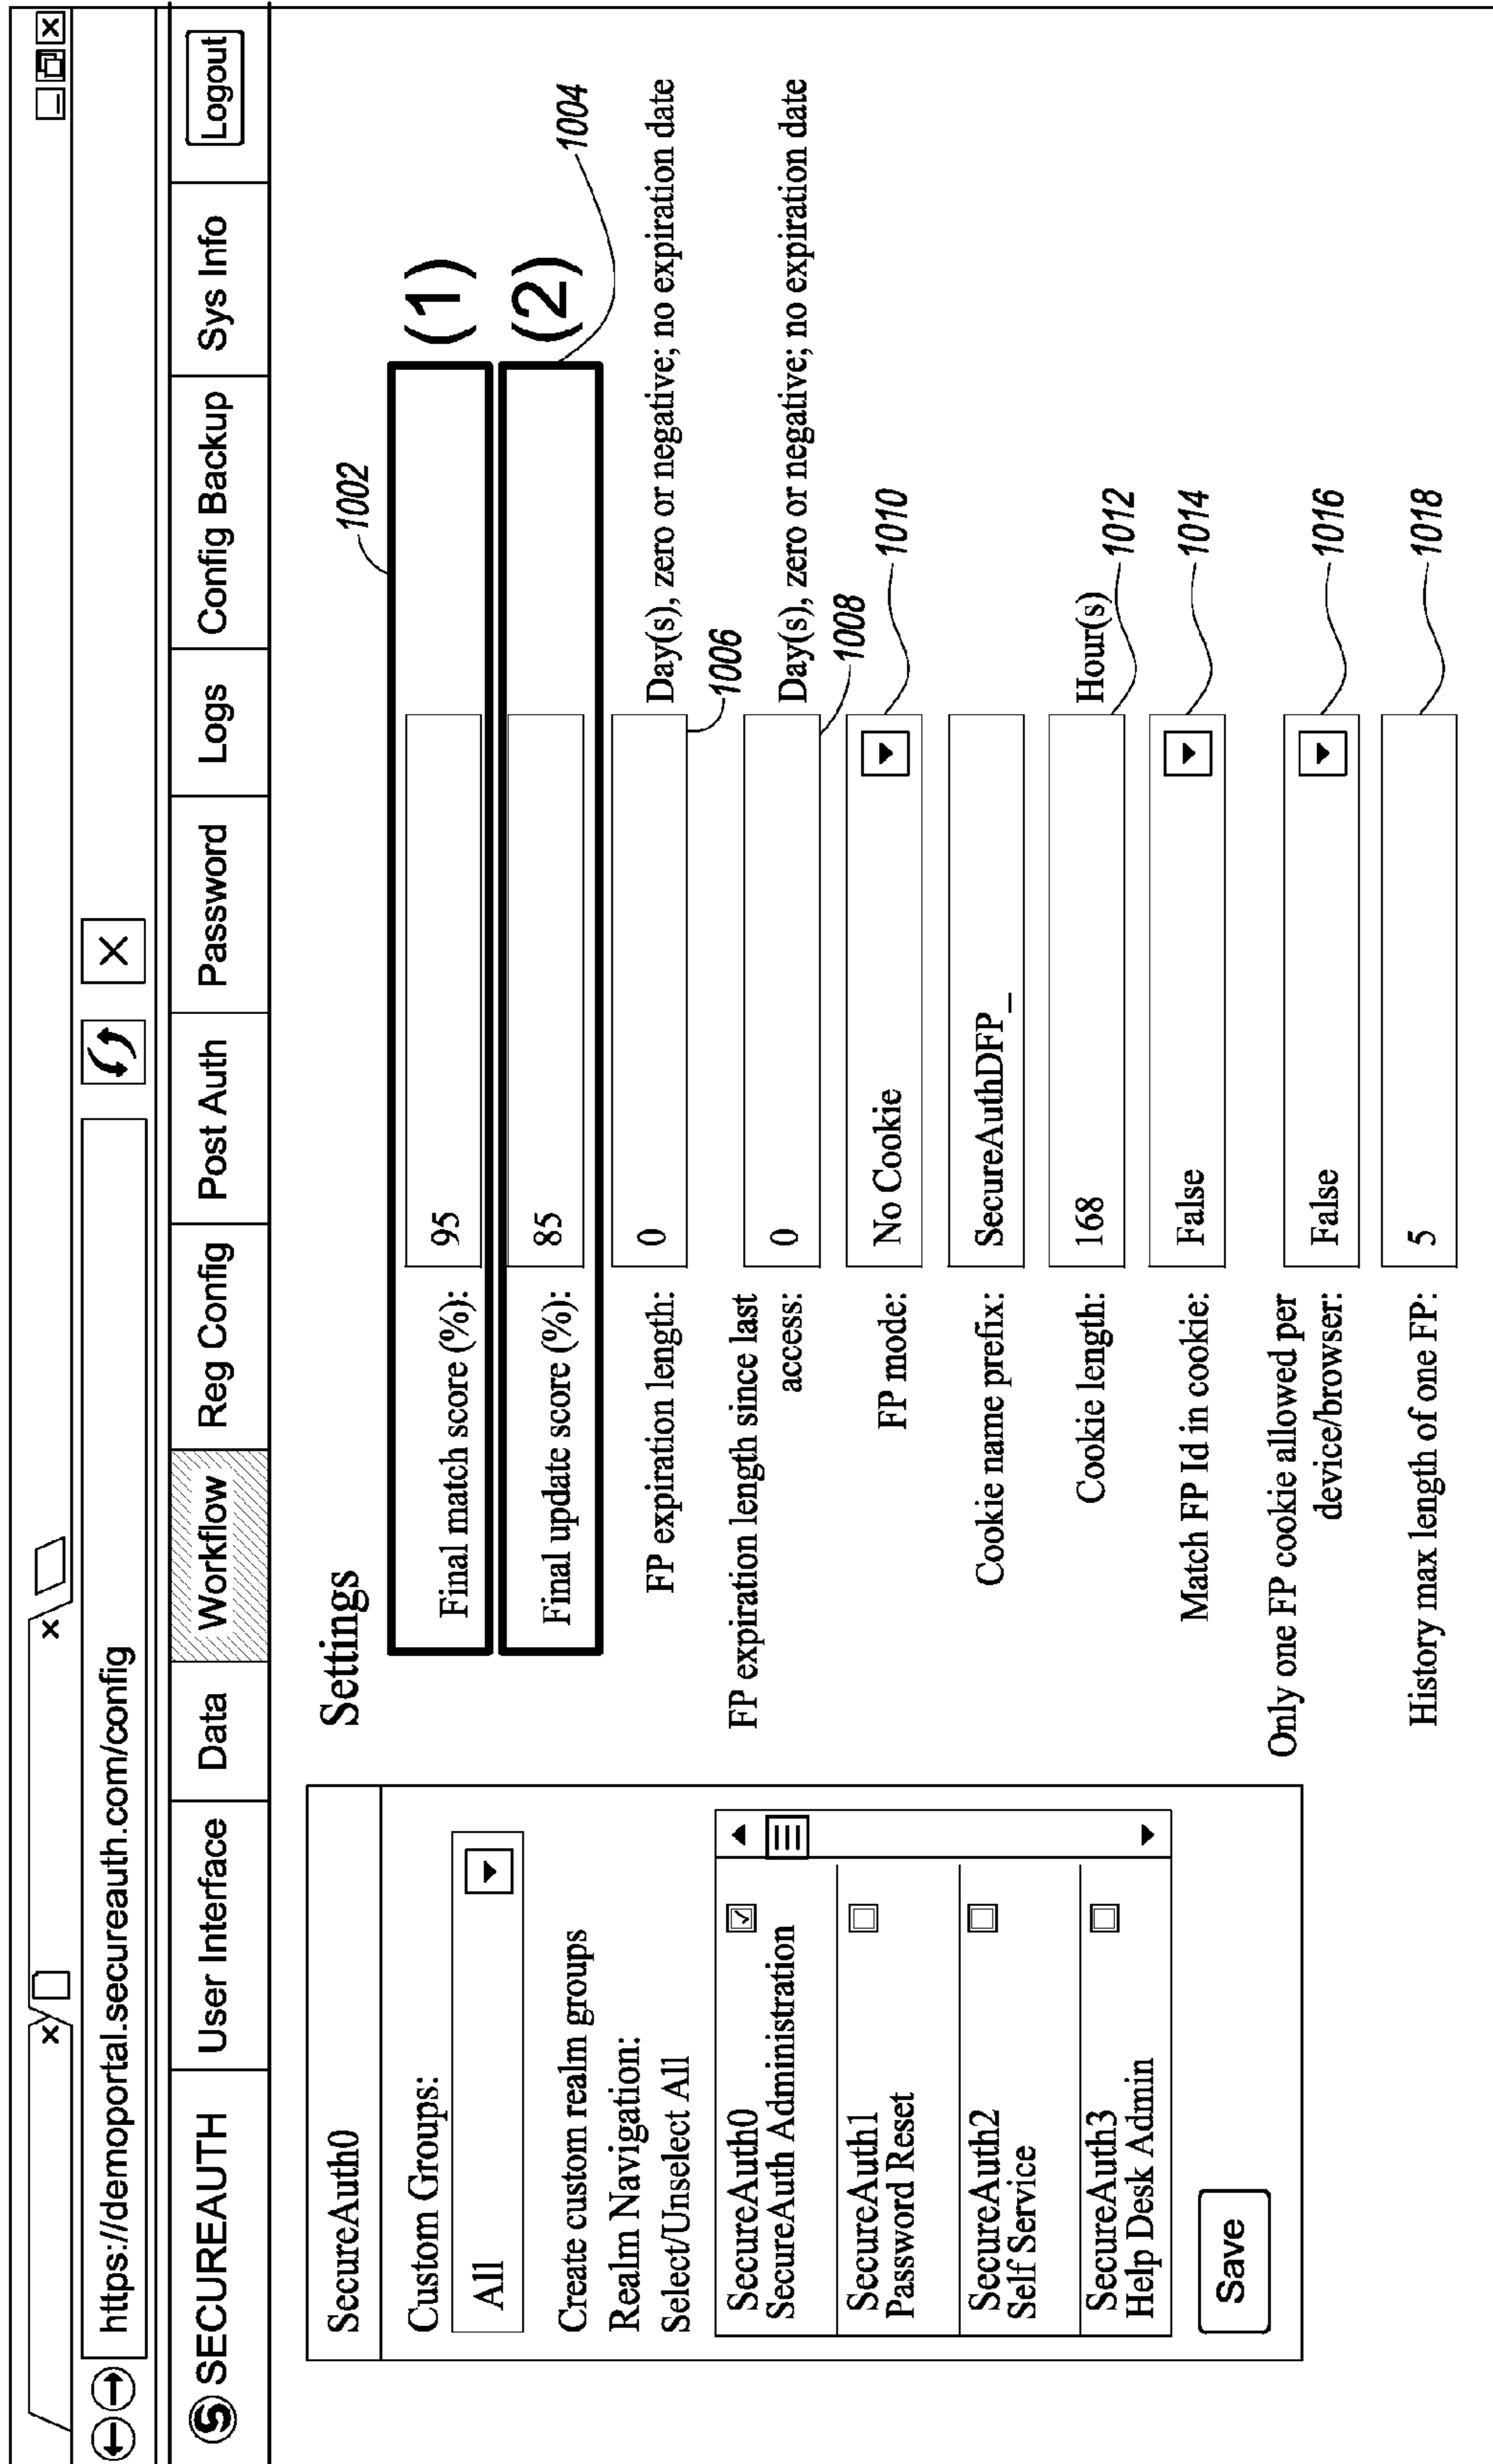 https://demoportal.secureauth.com/config
SECUREAUTH User Interface Data Workflow Reg Config Post Auth Password Logs Config Backup Sys Info Logout
SecureAuth0
Custom Groups:
All
Create custom realm groups
Realm Navigation:
Select/Unselect All
SecureAuth0
SecureAuth Administration
SecureAuth1
Password Reset
SecureAuth2
Self Service
SecureAuth3
Help Desk Admin
Save
Settings
1002
Final match score (%): 95 (1)
Final update score (%): 85 (2)
1004
FP expiration length: 0 Day(s), zero or negative; no expiration date
1006
FP expiration length since last
access: 0 Day(s), zero or negative; no expiration date
1008
FP mode: No Cookie 1010
Cookie name prefix: SecureAuthDFP_
Cookie length: 168 Hour(s)
1012
Match FP Id in cookie: False 1014
Only one FP cookie allowed per
device/browser: False 1016
History max length of one FP: 5 1018